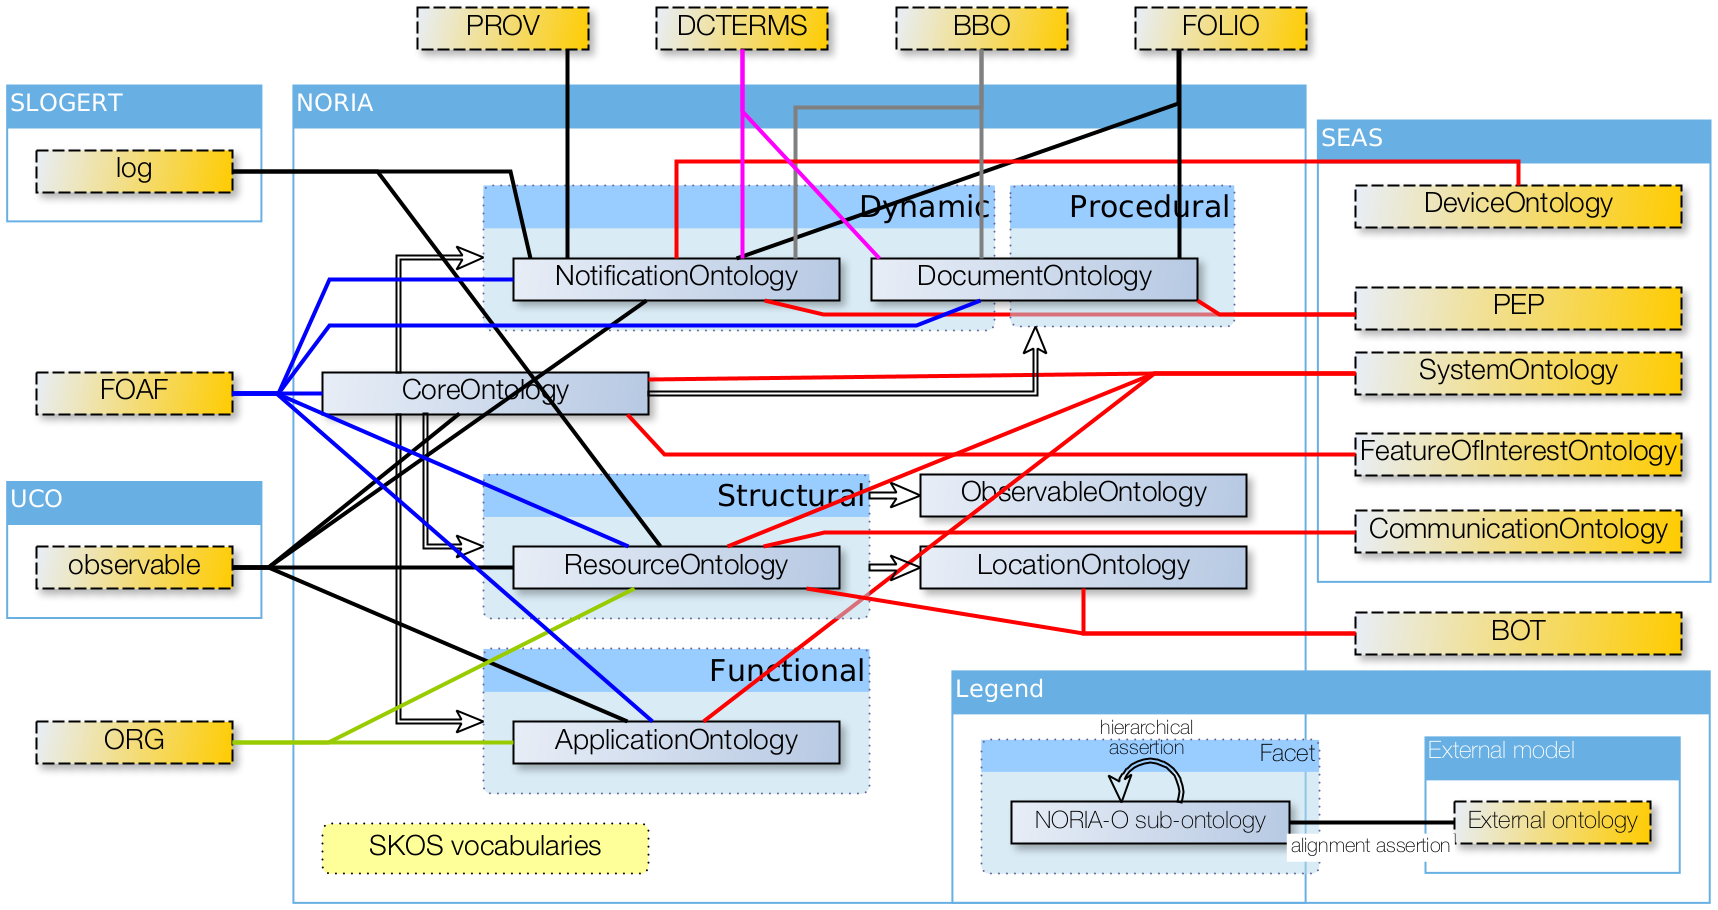 PROV
DCTERMS
BBO
FOLIO
SLOGERT
log
NORIA
SEAS
DeviceOntology
Dynamic
Procedural
NotificationOntology
DocumentOntology
PEP
SystemOntology
FOAF
CoreOntology
FeatureOfInterestOntology
UCO
observable
Structural
ObservableOntology
CommunicationOntology
ResourceOntology
LocationOntology
BOT
Functional
ORG
ApplicationOntology
SKOS vocabularies
Legend
hierarchical
assertion
Facet
NORIA-O sub-ontology
alignment assertion
External model
External ontology